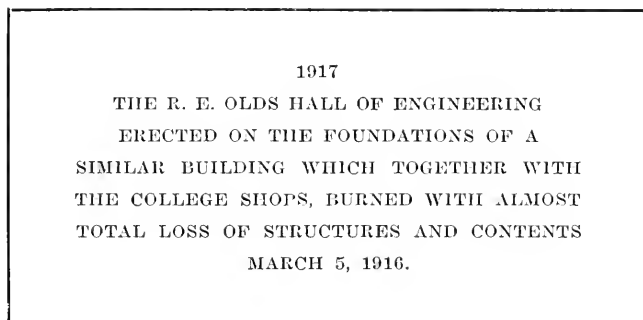 1917
THE R. E. OLDS HALL OF ENGINEERING
ERECTED ON THE FOUNDATIONS OF A
SIMILAR BUILDING WHICH TOGETHER WITH
THE COLLEGE SHOPS, BURNED WITH ALMOST
TOTAL LOSS OF STRUCTURES AND CONTENTS
MARCH 5, 1916.